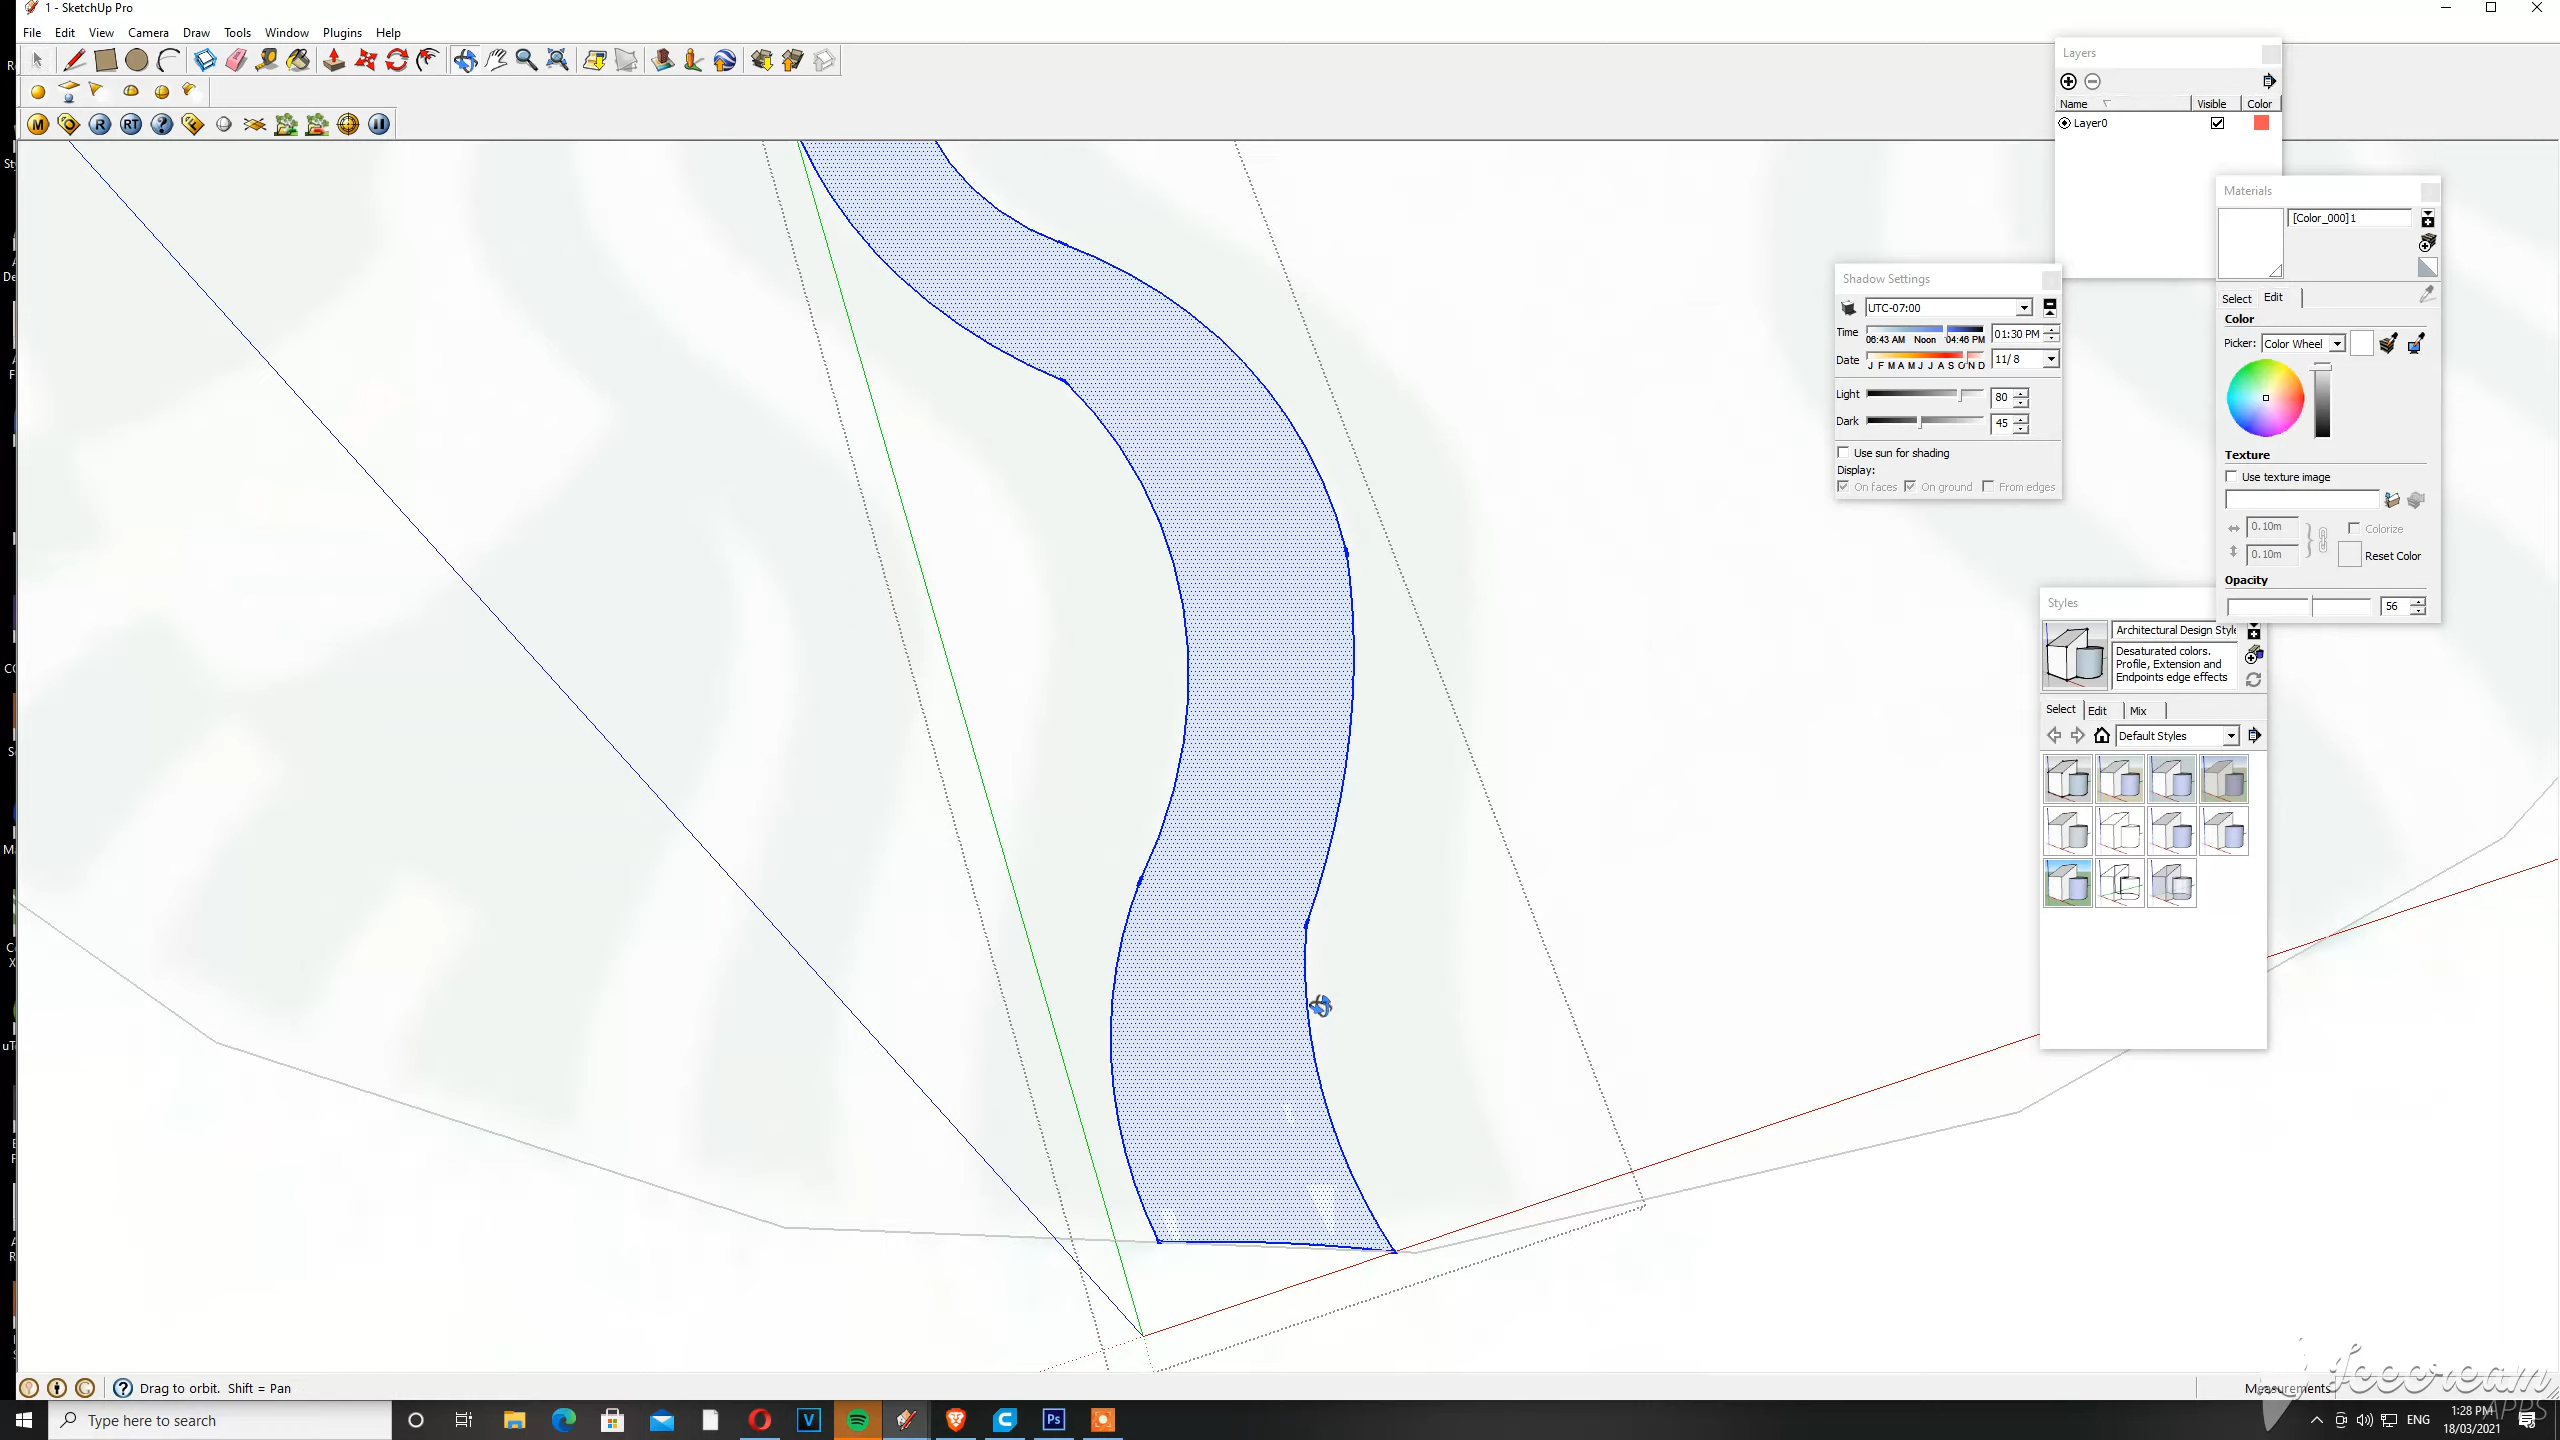 1 - SketchUp Pro
File Edit View Camera Draw Tools Window Plugins Help
M O R RT ? F
Layers
Name Visible Color
Layer0
Materials
[Color_000]1
Select Edit
Color
Picker: Color Wheel
Texture
Use texture image
0.10m Colorize
0.10m Reset Color
Opacity
56
Shadow Settings
UTC-07:00
Time 06:43 AM Noon 04:46 PM 01:30 PM
Date J F M A M J J A S O N D 11/ 8
Light 80
Dark 45
Use sun for shading
Display:
On faces On ground From edges
Styles
Architectural Design Style
Desaturated colors.
Profile, Extension and
Endpoints edge effects
Select Edit Mix
Default Styles
Drag to orbit. Shift = Pan
Measurements
Icecream
APPS
Type here to search
V Ps
ENG
1:28 PM
18/03/2021